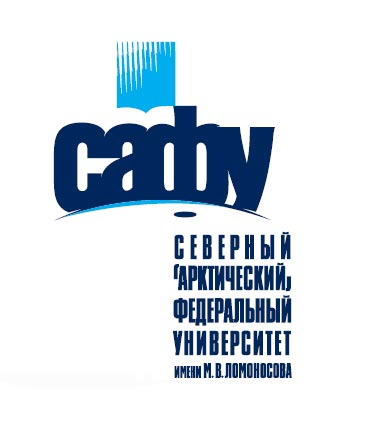 сафу
СЕВЕРНЫЙ
(АРКТИЧЕСКИЙ)
ФЕДЕРАЛЬНЫЙ
УНИВЕРСИТЕТ
ИМЕНИ М. В. ЛОМОНОСОВА